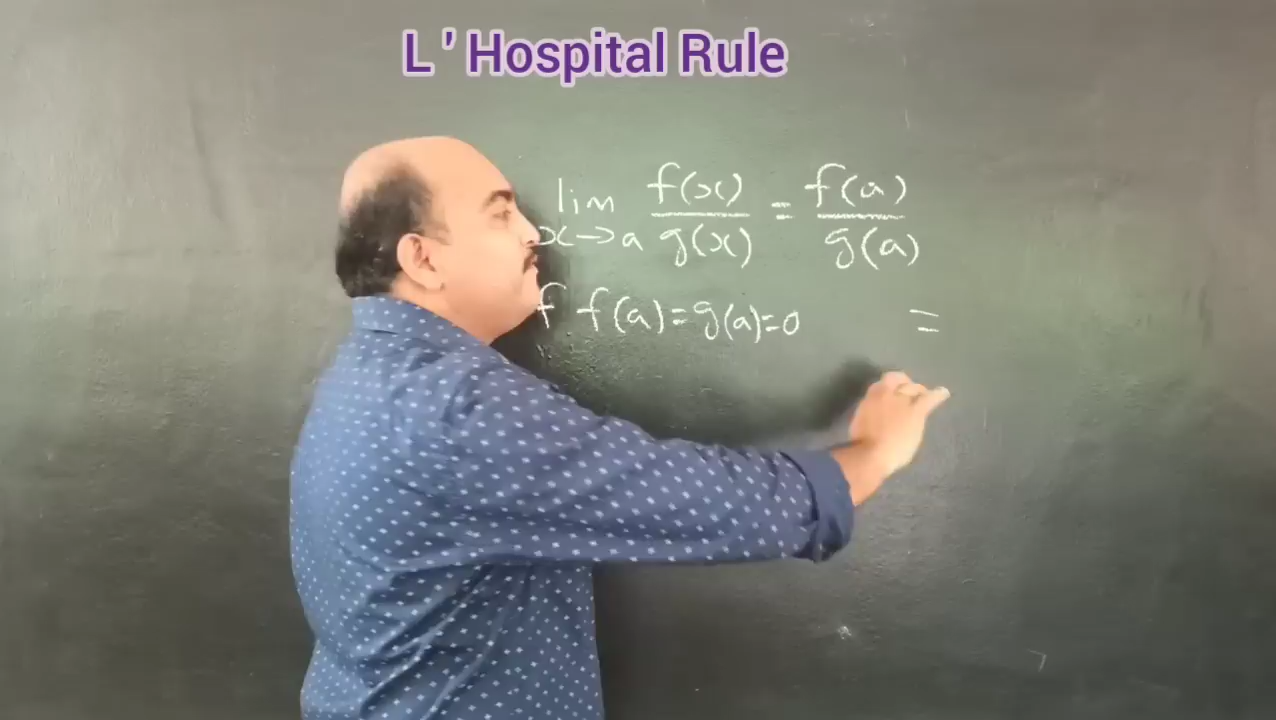 L ' Hospital Rule
lim x→a f(x)/g(x) = f(a)/g(a)
f f(a)=g(a)=0 =